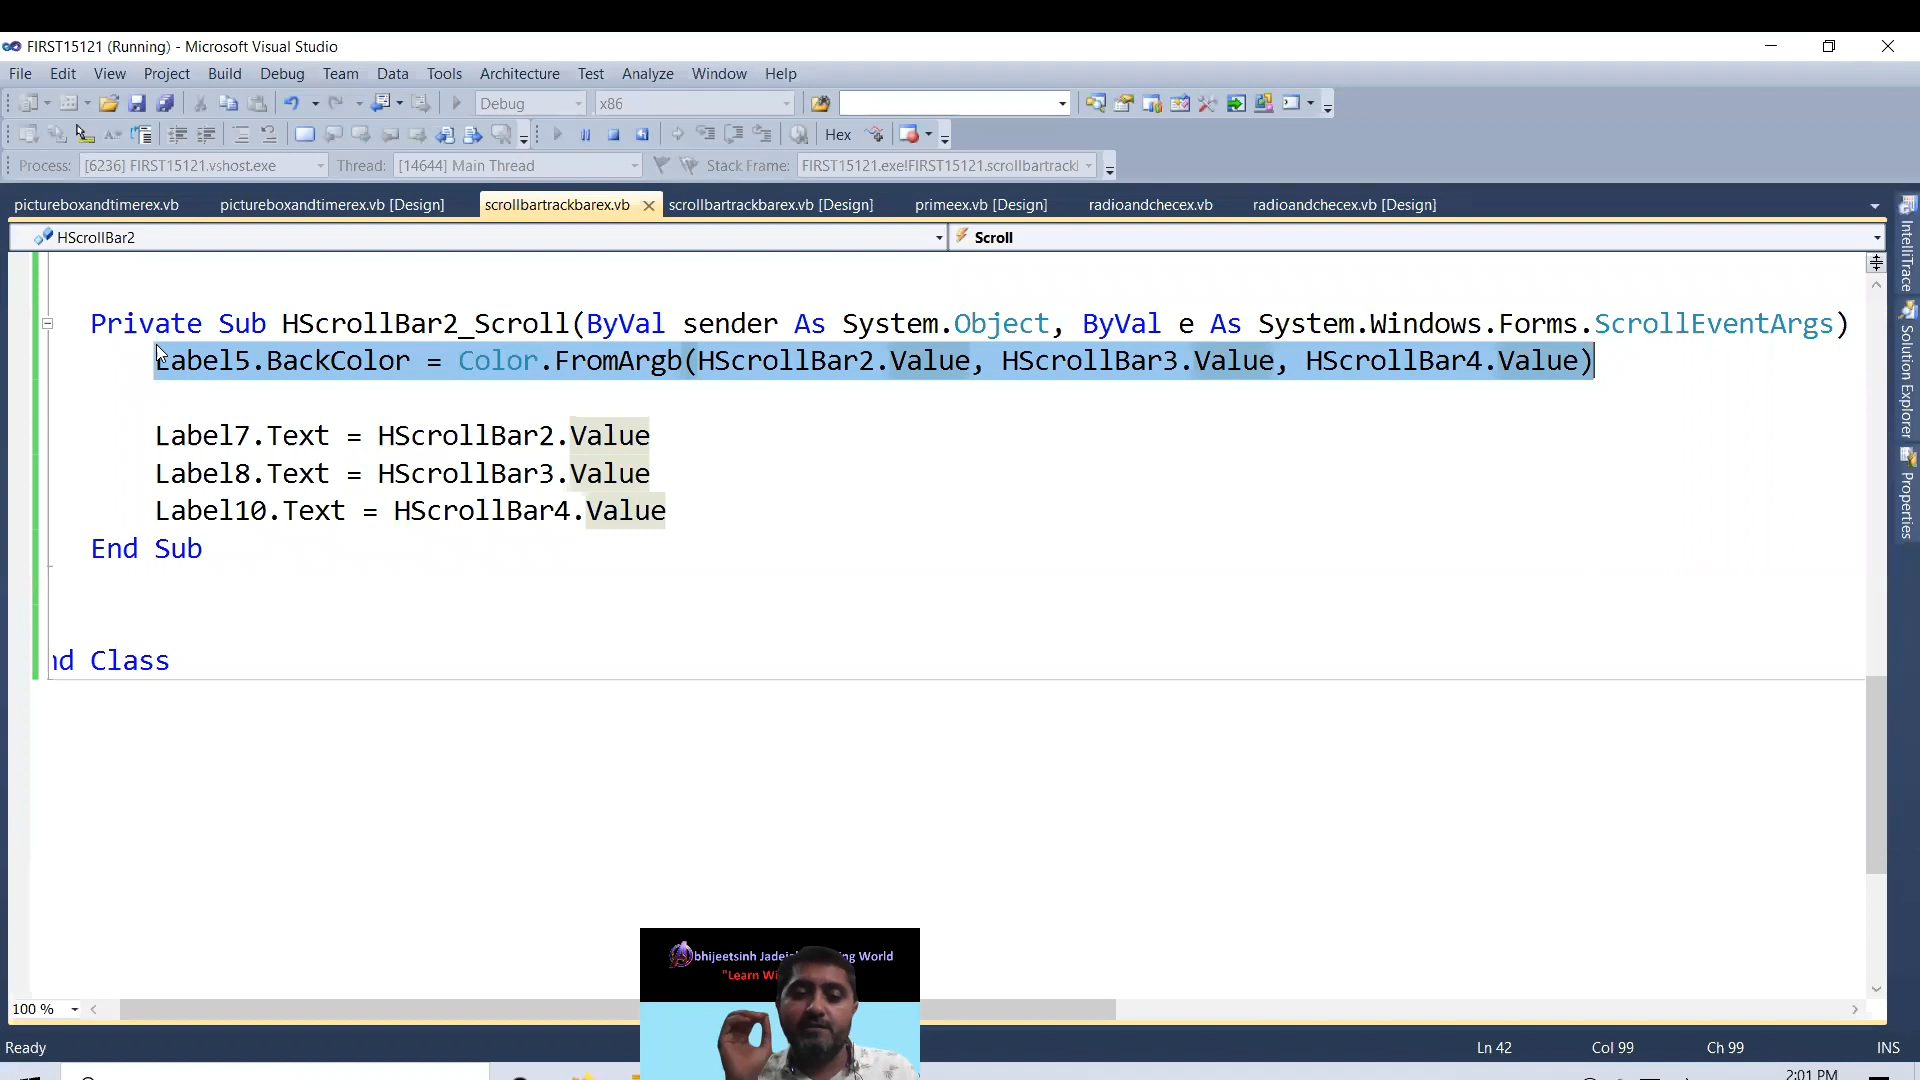 FIRST15121 (Running) - Microsoft Visual Studio
File Edit View Project Build Debug Team Data Tools Architecture Test Analyze Window Help
Debug x86
Hex
Process: [6236] FIRST15121.vshost.exe Thread: [14644] Main Thread Stack Frame: FIRST15121.exe!FIRST15121.scrollbartrackl
pictureboxandtimerex.vb pictureboxandtimerex.vb [Design] scrollbartrackbarex.vb scrollbartrackbarex.vb [Design] primeex.vb [Design] radioandchecex.vb radioandchecex.vb [Design]
HScrollBar2 Scroll
Private Sub HScrollBar2_Scroll(ByVal sender As System.Object, ByVal e As System.Windows.Forms.ScrollEventArgs)
Label5.BackColor = Color.FromArgb(HScrollBar2.Value, HScrollBar3.Value, HScrollBar4.Value)
Label7.Text = HScrollBar2.Value
Label8.Text = HScrollBar3.Value
Label10.Text = HScrollBar4.Value
End Sub
nd Class
IntelliTrace
Solution Explorer
Properties
bhijeetsinh Jadej ng World
"Learn Wi
100 %
Ready Ln 42 Col 99 Ch 99 INS
2:01 PM